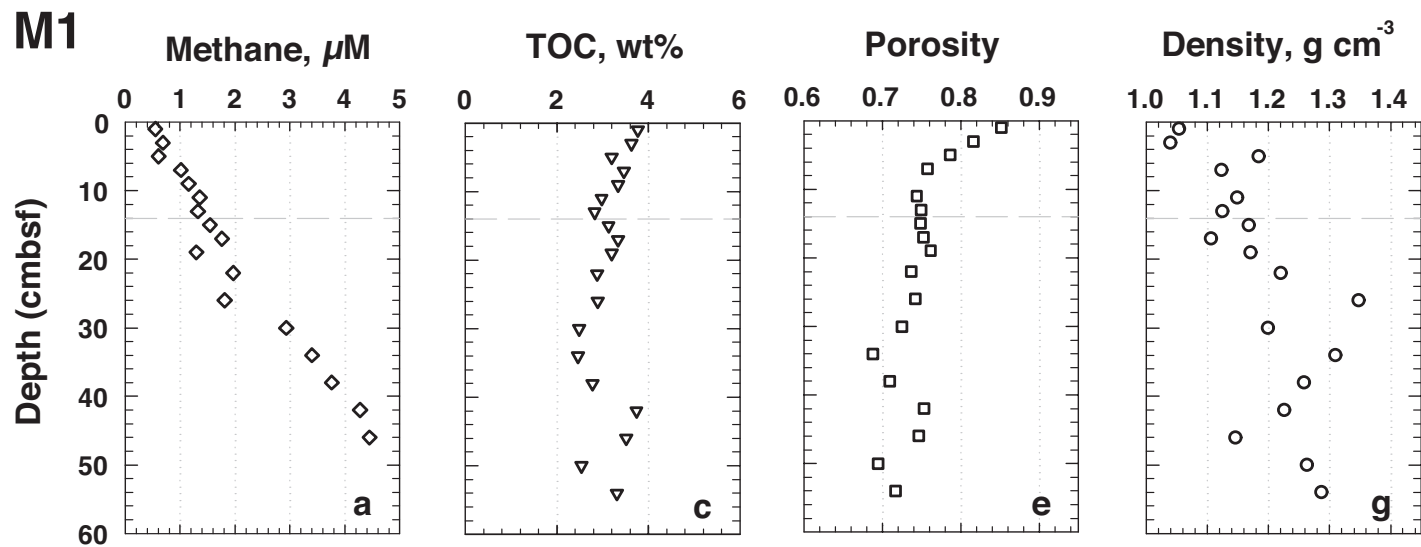 M1
Methane, µM
TOC, wt%
Porosity
Density, g cm-3
0 1 2 3 4 5
0 2 4 6
0.6 0.7 0.8 0.9
1.0 1.1 1.2 1.3 1.4
Depth (cmbsf)
0
10
20
30
40
50
60
a
c
e
g